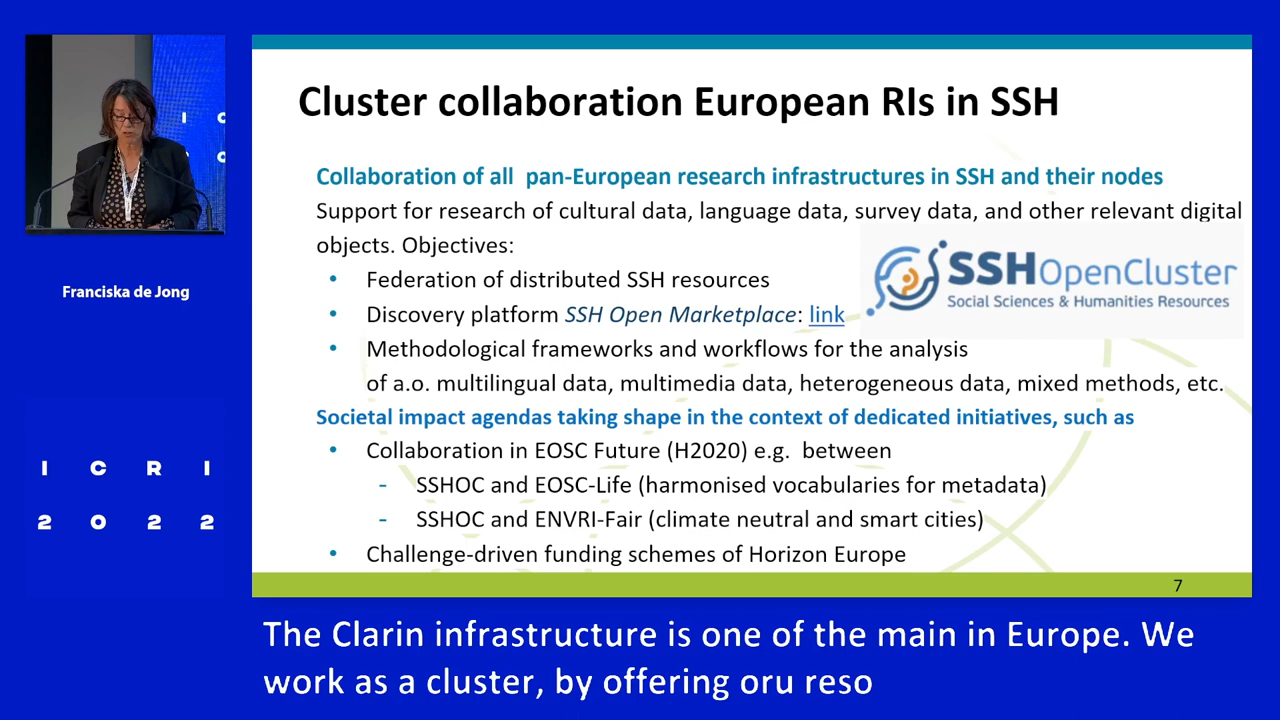 Cluster collaboration European RIs in SSH
Collaboration of all pan-European research infrastructures in SSH and their nodes
Support for research of cultural data, language data, survey data, and other relevant digital
objects. Objectives:
• Federation of distributed SSH resources
• Discovery platform SSH Open Marketplace: link
• Methodological frameworks and workflows for the analysis
of a.o. multilingual data, multimedia data, heterogeneous data, mixed methods, etc.
SSHOpenCluster
Social Sciences & Humanities Resources
Societal impact agendas taking shape in the context of dedicated initiatives, such as
• Collaboration in EOSC Future (H2020) e.g. between
- SSHOC and EOSC-Life (harmonised vocabularies for metadata)
- SSHOC and ENVRI-Fair (climate neutral and smart cities)
• Challenge-driven funding schemes of Horizon Europe
7
Franciska de Jong
I C
O
I C R I
2 0 2 2
The Clarin infrastructure is one of the main in Europe. We
work as a cluster, by offering oru reso